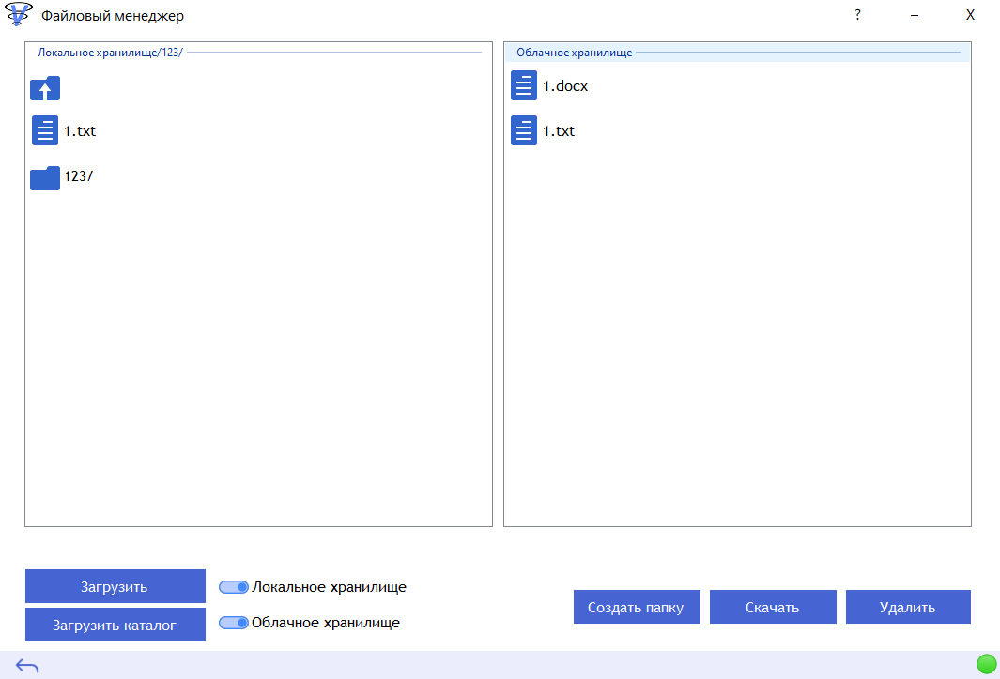 Файловый менеджер
? – X
Локальное хранилище/123/
1.txt
123/
Облачное хранилище
1.docx
1.txt
Загрузить
Локальное хранилище
Загрузить каталог
Облачное хранилище
Создать папку
Скачать
Удалить